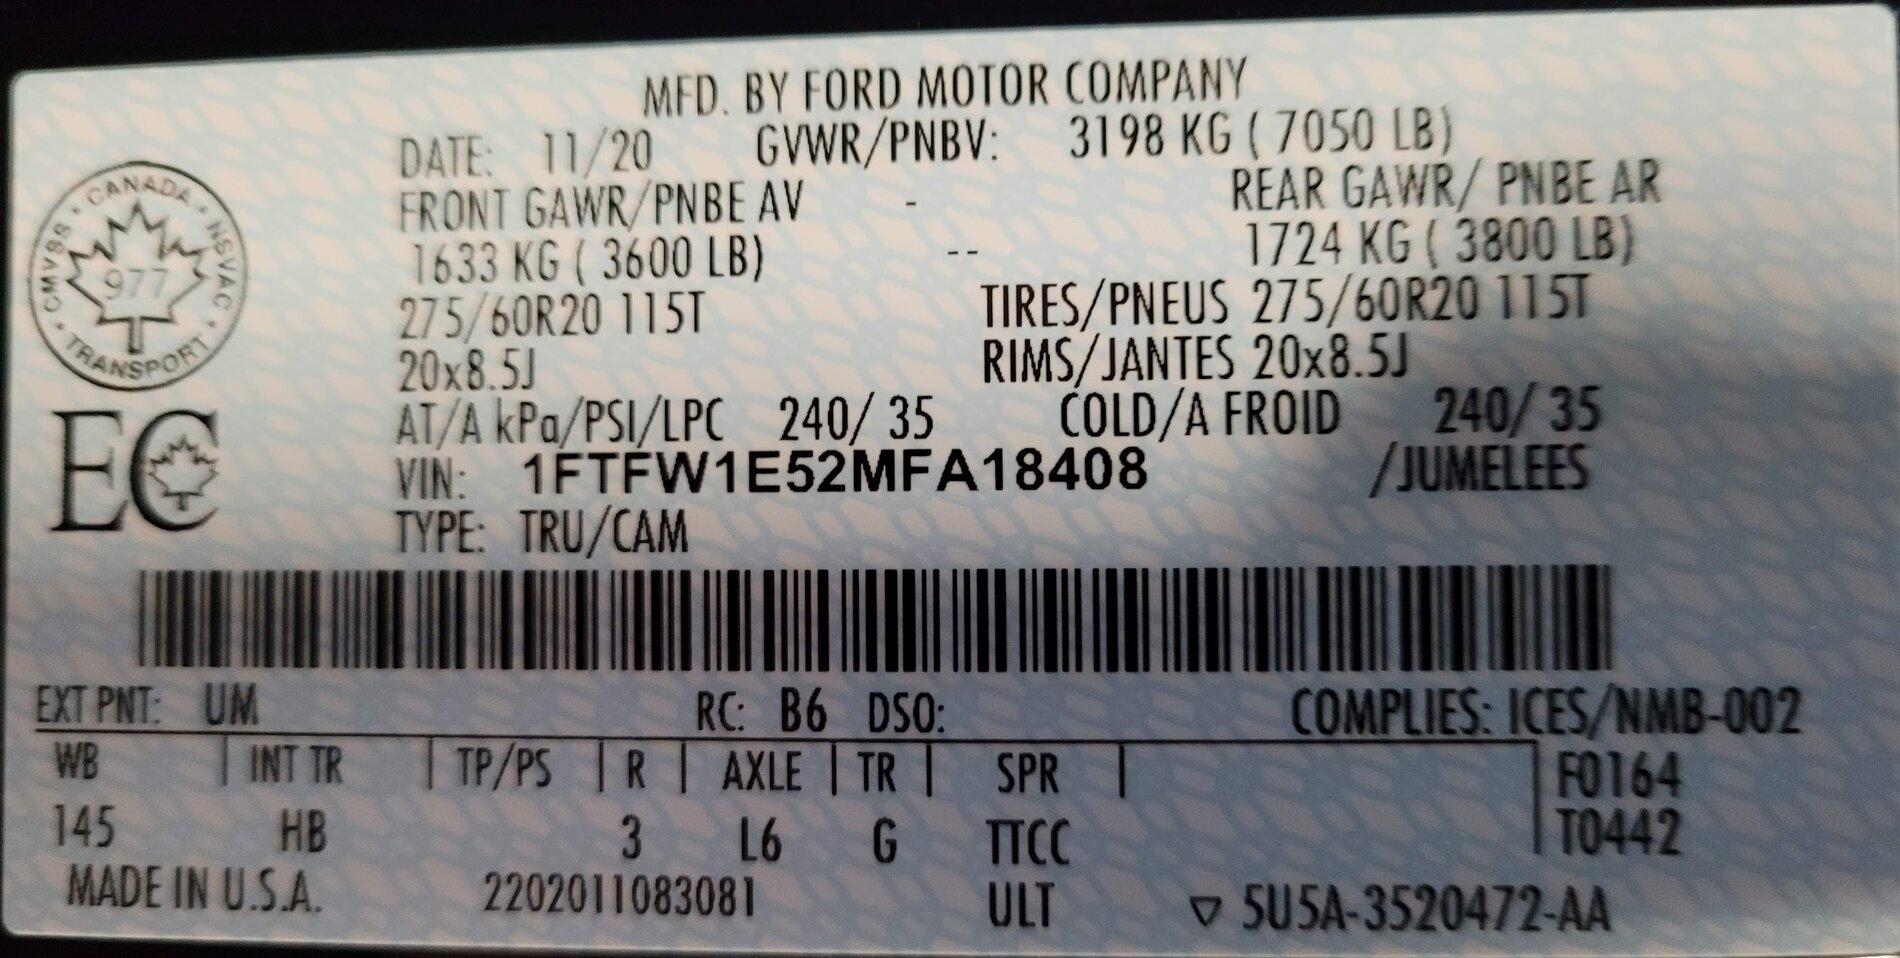 MFD. BY FORD MOTOR COMPANY
DATE: 11/20 GVWR/PNBV: 3198 KG ( 7050 LB)
FRONT GAWR/PNBE AV - REAR GAWR/ PNBE AR
1633 KG ( 3600 LB) -- 1724 KG ( 3800 LB)
275/60R20 115T TIRES/PNEUS 275/60R20 115T
20x8.5J RIMS/JANTES 20x8.5J
AT/A kPa/PSI/LPC 240/ 35 COLD/A FROID 240/ 35
VIN: 1FTFW1E52MFA18408 /JUMELEES
TYPE: TRU/CAM
CANADA · NSVAC · TRANSPORT · CMVSS ·
977
EC
EXT PNT: UM RC: B6 DSO: COMPLIES: ICES/NMB-002
WB | INT TR | TP/PS | R | AXLE | TR | SPR | F0164
145 HB 3 L6 G TTCC T0442
MADE IN U.S.A. 2202011083081 ULT ▽ 5U5A-3520472-AA